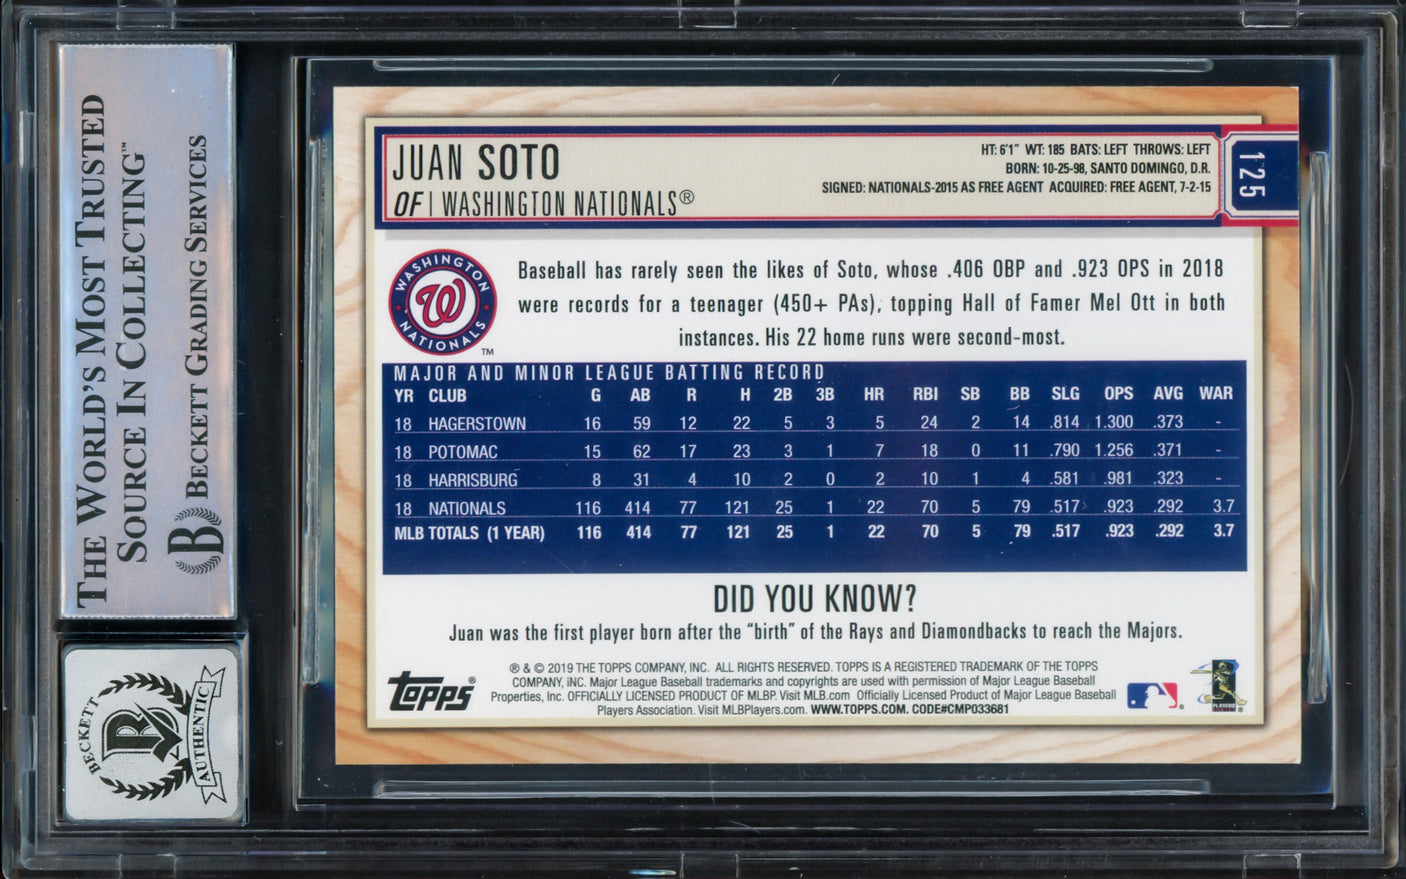 THE WORLD'S MOST TRUSTED
SOURCE IN COLLECTING™
BECKETT GRADING SERVICES
B
BECKETT
B
AUTHENTIC
JUAN SOTO
OF | WASHINGTON NATIONALS®
HT: 6'1" WT: 185 BATS: LEFT THROWS: LEFT
BORN: 10-25-98, SANTO DOMINGO, D.R.
SIGNED: NATIONALS-2015 AS FREE AGENT ACQUIRED: FREE AGENT, 7-2-15
125
WASHINGTON
W
NATIONALS
TM
Baseball has rarely seen the likes of Soto, whose .406 OBP and .923 OPS in 2018
were records for a teenager (450+ PAs), topping Hall of Famer Mel Ott in both
instances. His 22 home runs were second-most.
MAJOR AND MINOR LEAGUE BATTING RECORD
YR CLUB G AB R H 2B 3B HR RBI SB BB SLG OPS AVG WAR
18 HAGERSTOWN 16 59 12 22 5 3 5 24 2 14 .814 1.300 .373 -
18 POTOMAC 15 62 17 23 3 1 7 18 0 11 .790 1.256 .371 -
18 HARRISBURG 8 31 4 10 2 0 2 10 1 4 .581 .981 .323 -
18 NATIONALS 116 414 77 121 25 1 22 70 5 79 .517 .923 .292 3.7
MLB TOTALS (1 YEAR) 116 414 77 121 25 1 22 70 5 79 .517 .923 .292 3.7
DID YOU KNOW?
Juan was the first player born after the "birth" of the Rays and Diamondbacks to reach the Majors.
topps®
® & © 2019 THE TOPPS COMPANY, INC. ALL RIGHTS RESERVED. TOPPS IS A REGISTERED TRADEMARK OF THE TOPPS
COMPANY, INC. Major League Baseball trademarks and copyrights are used with permission of Major League Baseball
Properties, Inc. OFFICIALLY LICENSED PRODUCT OF MLBP. Visit MLB.com Officially Licensed Product of Major League Baseball
Players Association. Visit MLBPlayers.com. WWW.TOPPS.COM. CODE#CMP033681
PLAYERS